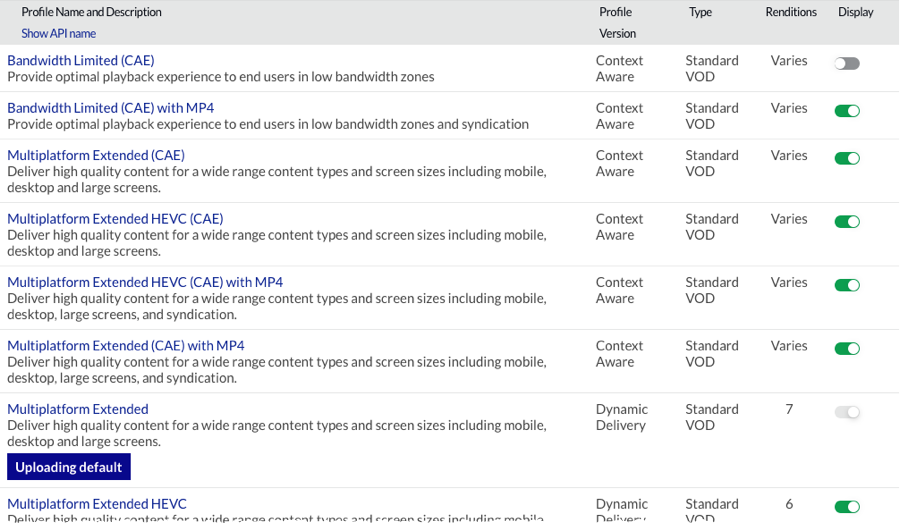 Profile Name and Description Profile Type Renditions Display
Show API name Version
Bandwidth Limited (CAE) Context Standard Varies
Provide optimal playback experience to end users in low bandwidth zones Aware VOD
Bandwidth Limited (CAE) with MP4 Context Standard Varies
Provide optimal playback experience to end users in low bandwidth zones and syndication Aware VOD
Multiplatform Extended (CAE) Context Standard Varies
Deliver high quality content for a wide range content types and screen sizes including mobile, Aware VOD
desktop and large screens.
Multiplatform Extended HEVC (CAE) Context Standard Varies
Deliver high quality content for a wide range content types and screen sizes including mobile, Aware VOD
desktop and large screens.
Multiplatform Extended HEVC (CAE) with MP4 Context Standard Varies
Deliver high quality content for a wide range content types and screen sizes including mobile, Aware VOD
desktop, large screens, and syndication.
Multiplatform Extended (CAE) with MP4 Context Standard Varies
Deliver high quality content for a wide range content types and screen sizes including mobile, Aware VOD
desktop, large screens, and syndication.
Multiplatform Extended Dynamic Standard 7
Deliver high quality content for a wide range content types and screen sizes including mobile, Delivery VOD
desktop and large screens.
Uploading default
Multiplatform Extended HEVC Dynamic Standard 6
Deliver high quality content for a wide range content types and screen sizes including mobile, Delivery VOD